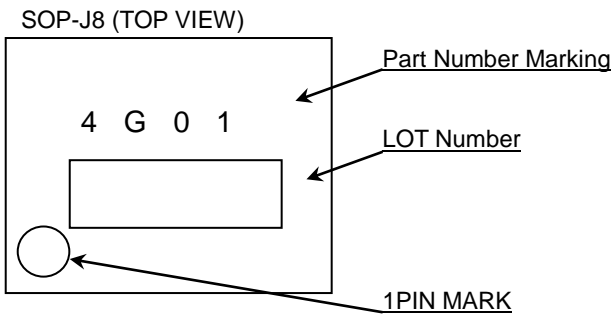 SOP-J8 (TOP VIEW)
Part Number Marking
4 G 0 1
LOT Number
1PIN MARK